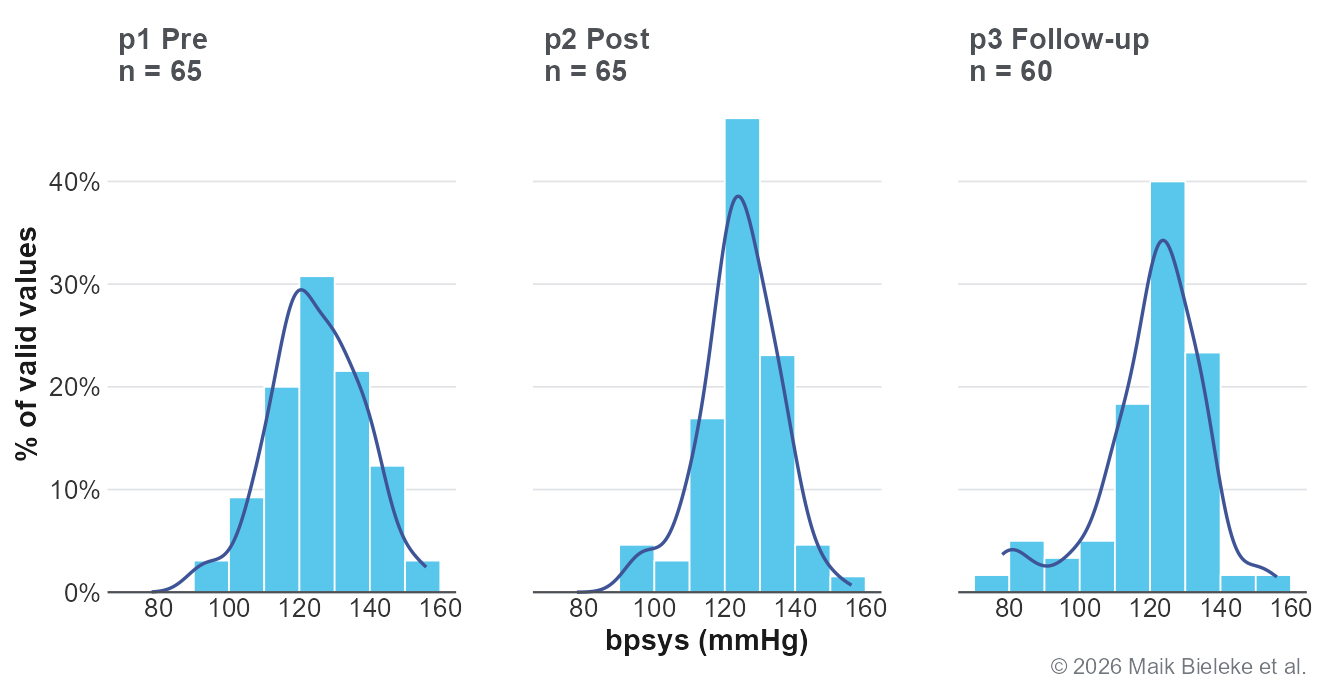 p1 Pre
n = 65
p2 Post
n = 65
p3 Follow-up
n = 60
% of valid values
40%
30%
20%
10%
0%
80 100 120 140 160
80 100 120 140 160
80 100 120 140 160
bpsys (mmHg)
© 2026 Maik Bieleke et al.